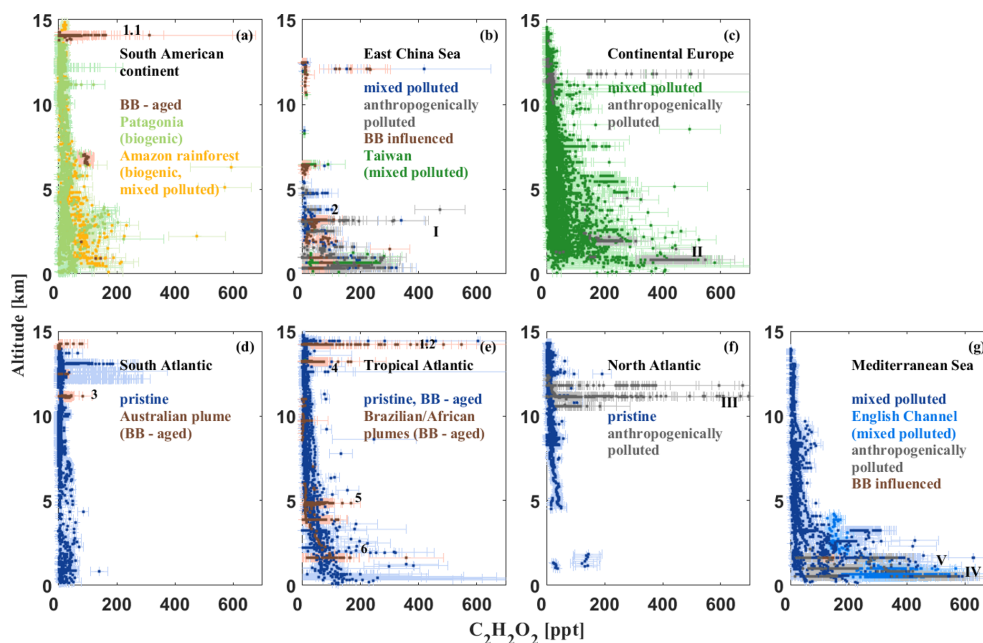 15
10
5
0
1.1
(a)
South American
continent
BB - aged
Patagonia
(biogenic)
Amazon rainforest
(biogenic,
mixed polluted)
0 200 400 600
15
10
5
0
(b)
East China Sea
mixed polluted
anthropogenically
polluted
BB influenced
Taiwan
(mixed polluted)
2
I
0 200 400 600
15
10
5
0
(c)
Continental Europe
mixed polluted
anthropogenically
polluted
II
0 200 400 600
Altitude [km]
15
10
5
0
(d)
South Atlantic
3
pristine
Australian plume
(BB - aged)
0 200 400 600
15
10
5
0
1.2
(e)
Tropical Atlantic
4
pristine, BB - aged
Brazilian/African
plumes (BB - aged)
5
6
0 200 400 600
15
10
5
0
(f)
North Atlantic
III
pristine
anthropogenically
polluted
0 200 400 600
15
10
5
0
(g)
Mediterranean Sea
mixed polluted
English Channel
(mixed polluted)
anthropogenically
polluted
BB influenced
V
IV
0 200 400 600
C2H2O2 [ppt]